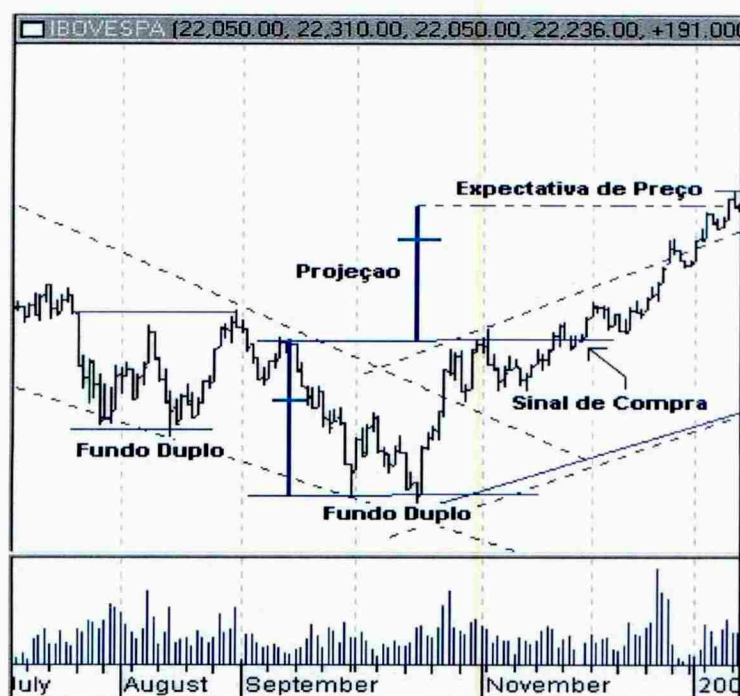 IBOVESPA (22,050.00, 22,310.00, 22,050.00, 22,236.00, +191.000
Expectativa de Preço
Projeçao
Sinal de Compra
Fundo Duplo
Fundo Duplo
July August September November 200